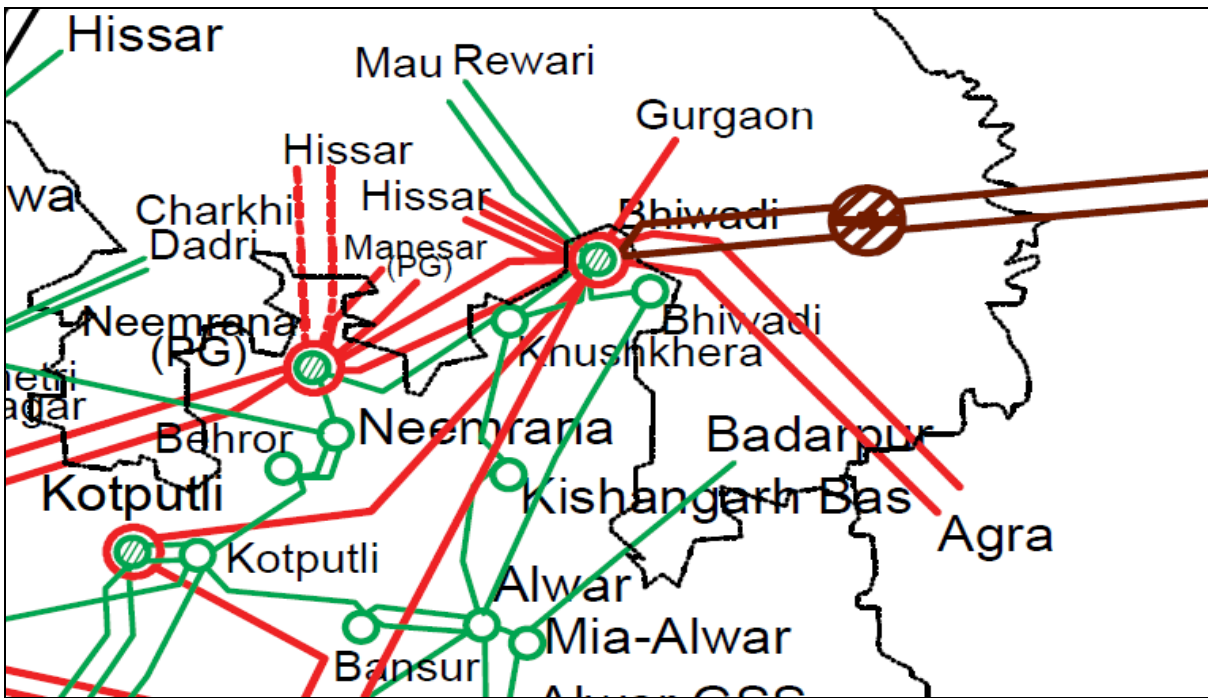 Hissar
Mau Rewari
Gurgaon
Hissar
wa
Hissar
Charkhi
Dadri
Bhiwadi
Manesar
(PG)
Neemrana
(PG)
Bhiwadi
Khushkhera
agar
Behror
Neemrana
Badarpur
Kotputli
Kishangarh Bas
Agra
Kotputli
Alwar
Mia-Alwar
Bansur